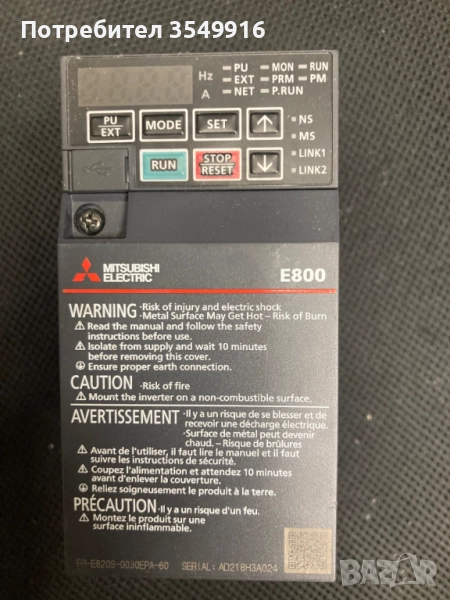 Потребител 3549916
Hz
A
PU MON RUN
EXT PRM PM
NET P.RUN
PU
EXT
MODE
SET
NS
MS
RUN
STOP
RESET
LINK1
LINK2
MITSUBISHI
ELECTRIC
E800
WARNING -Risk of injury and electric shock
-Metal Surface May Get Hot – Risk of Burn
Read the manual and follow the safety
instructions before use.
Isolate from supply and wait 10 minutes
before removing this cover.
Ensure proper earth connection.
CAUTION -Risk of fire
Mount the inverter on a non-combustible surface.
AVERTISSEMENT -Il y a un risque de se blesser et de
recevoir une décharge électrique.
-Surface de métal peut devenir
chaud. – Risque de brûlures
Avant de l'utiliser, il faut lire le manuel et il faut
suivre les instructions de sécurité.
Coupez l'alimentation et attendez 10 minutes
avant d'enlever la couverture.
Reliez soigneusement le produit à la terre.
PRÉCAUTION -Il y a un risque d'un feu.
Montez le produit sur une
surface ininflammable.
FR-E820S-0030EPA-60 SERIAL: AD218H3A024
bazar.bg